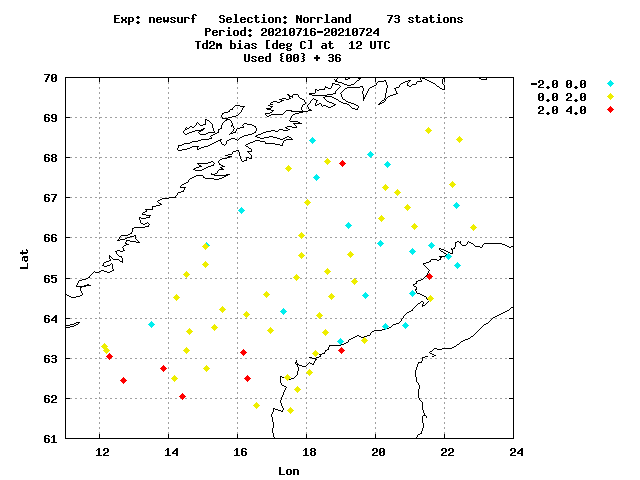 Exp: newsurf   Selection: Norrland     73 stations
Period: 20210716-20210724
Td2m bias [deg C] at  12 UTC
Used {00} + 36
-2.0 0.0
0.0 2.0
2.0 4.0
70
69
68
67
66
65
64
63
62
61
Lat
12 14 16 18 20 22 24
Lon